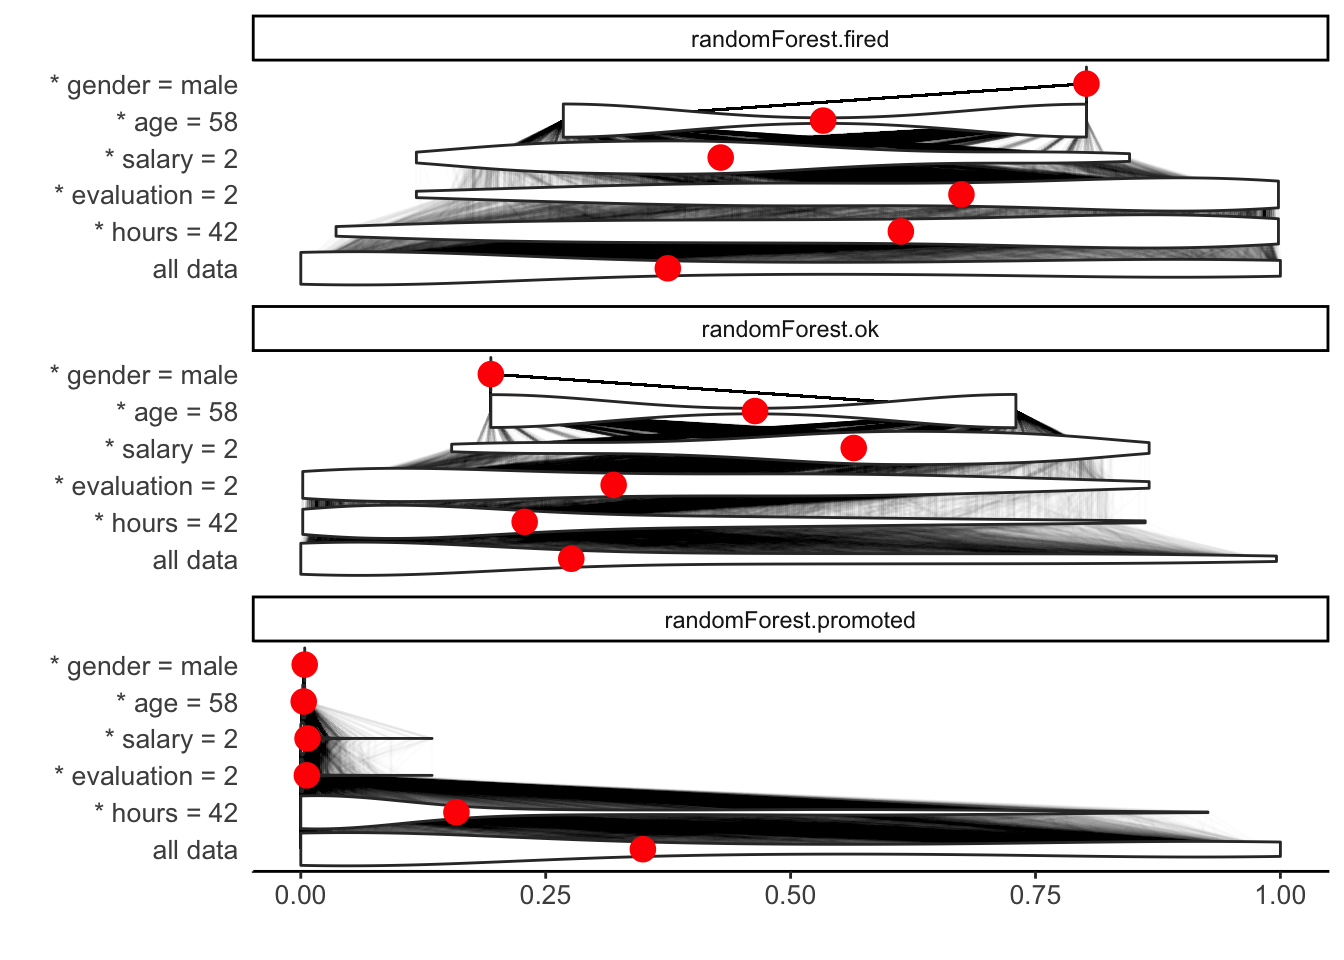 randomForest.fired
* gender = male
* age = 58
* salary = 2
* evaluation = 2
* hours = 42
all data
randomForest.ok
* gender = male
* age = 58
* salary = 2
* evaluation = 2
* hours = 42
all data
randomForest.promoted
* gender = male
* age = 58
* salary = 2
* evaluation = 2
* hours = 42
all data
0.00 0.25 0.50 0.75 1.00